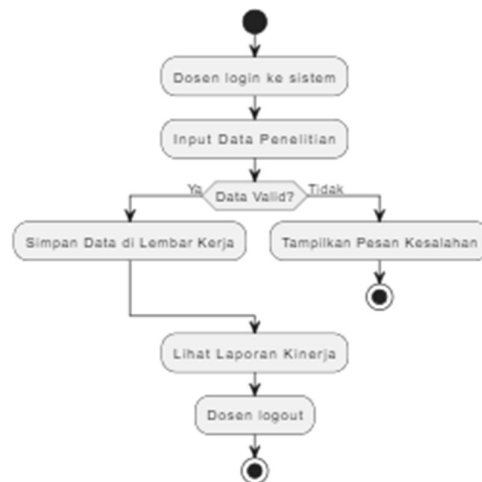 Dosen login ke sistem
Input Data Penelitian
Ya
Data Valid?
Tidak
Simpan Data di Lembar Kerja
Tampilkan Pesan Kesalahan
Lihat Laporan Kinerja
Dosen logout